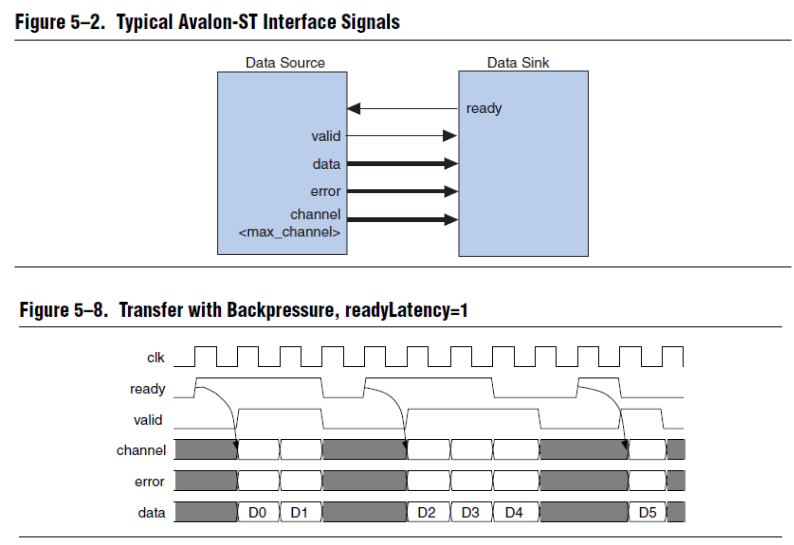 Figure 5–2. Typical Avalon-ST Interface Signals
Data Source
Data Sink
ready
valid
data
error
channel
<max_channel>
Figure 5–8. Transfer with Backpressure, readyLatency=1
clk
ready
valid
channel
error
data
D0 D1 D2 D3 D4 D5